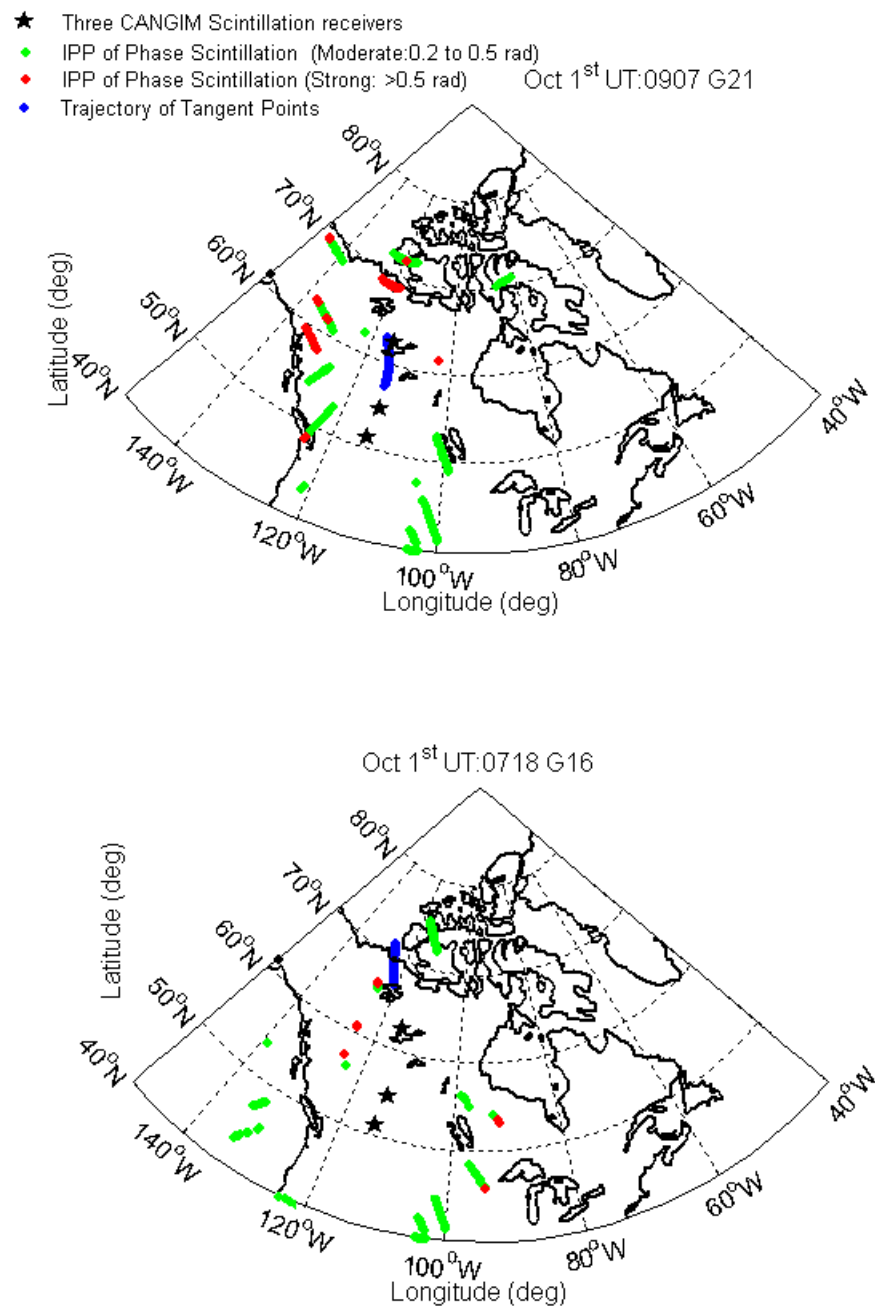 Three CANGIM Scintillation receivers
IPP of Phase Scintillation (Moderate:0.2 to 0.5 rad)
IPP of Phase Scintillation (Strong: >0.5 rad)
Trajectory of Tangent Points
Oct 1st UT:0907 G21
80°N
70°N
60°N
50°N
40°N
Latitude (deg)
140°W
120°W
100°W
80°W
60°W
40°W
Longitude (deg)
Oct 1st UT:0718 G16
80°N
70°N
60°N
50°N
40°N
Latitude (deg)
140°W
120°W
100°W
80°W
60°W
40°W
Longitude (deg)